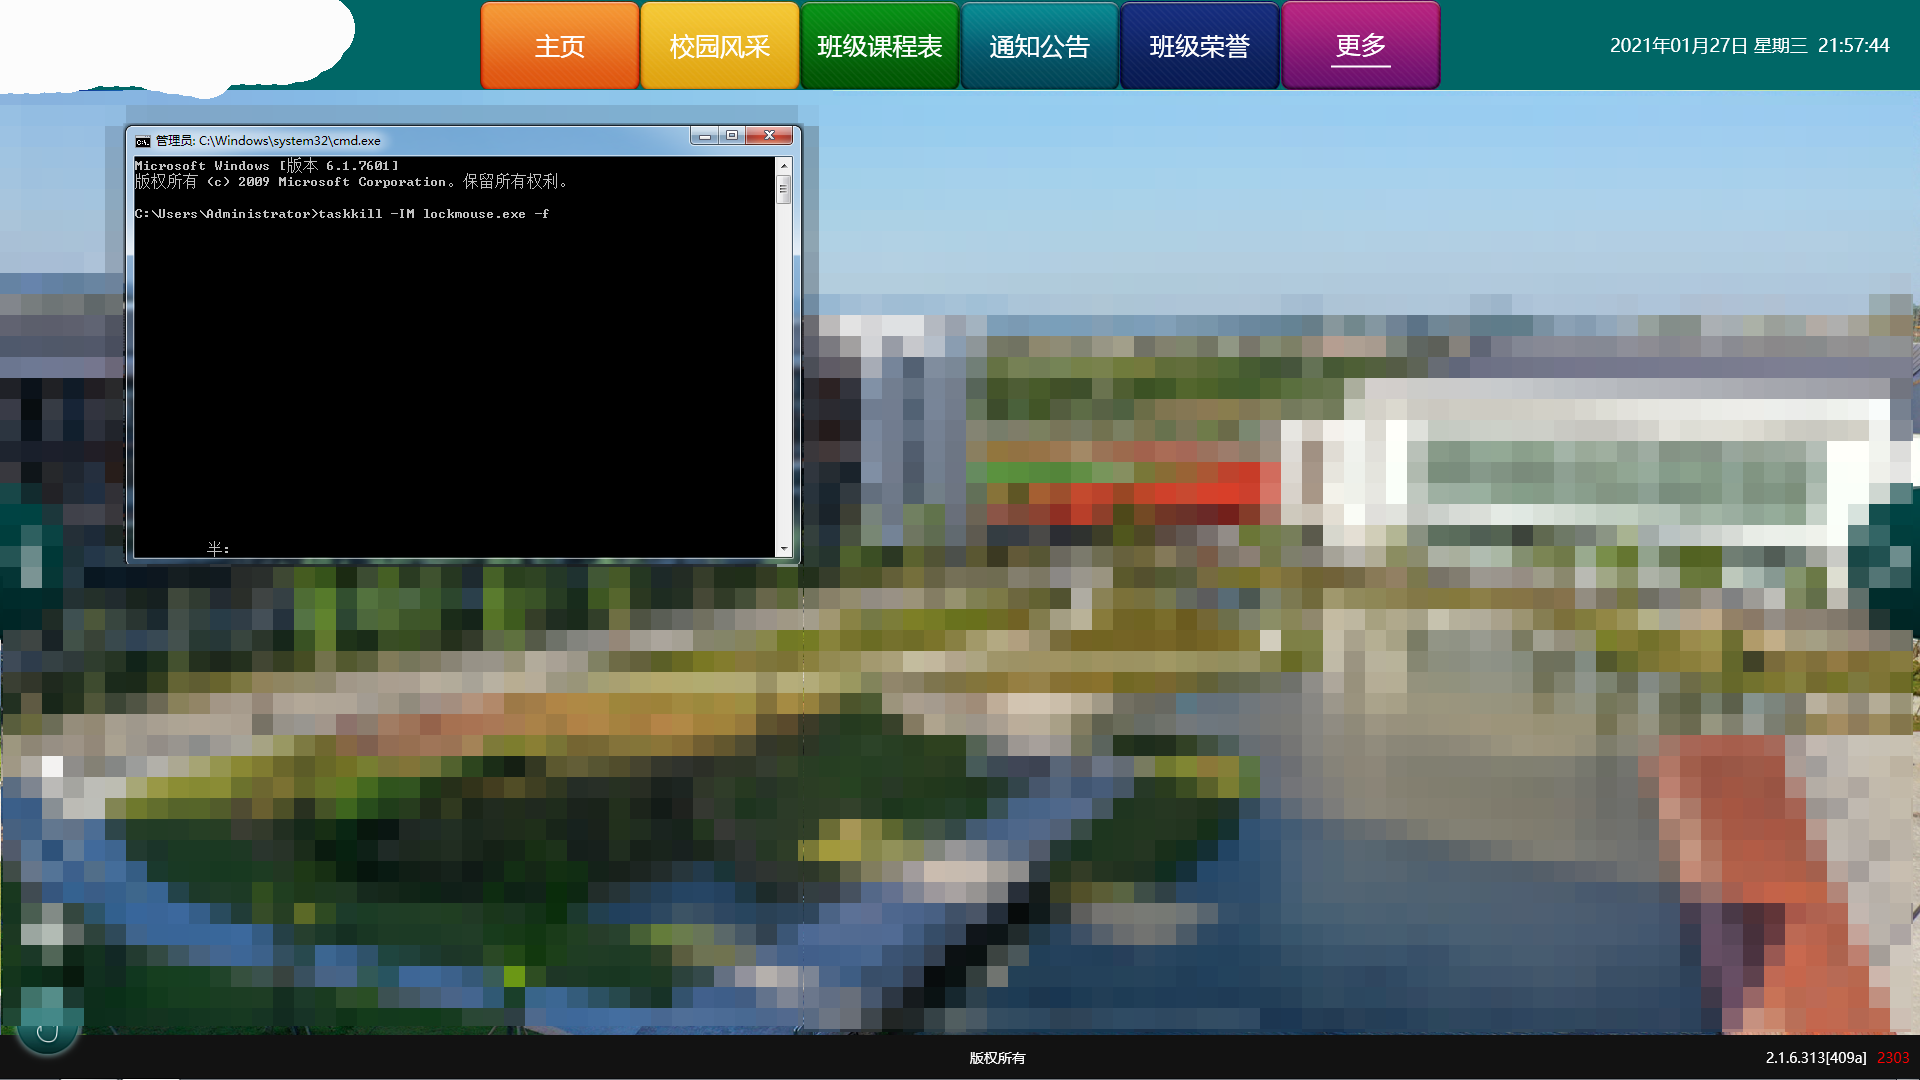 主页
校园风采
班级课程表
通知公告
班级荣誉
更多
2021年01月27日 星期三 21:57:44
管理员: C:\Windows\system32\cmd.exe
Microsoft Windows [版本 6.1.7601]
版权所有 (c) 2009 Microsoft Corporation。保留所有权利。
C:\Users\Administrator>taskkill -IM lockmouse.exe -f
半:
版权所有
2.1.6.313[409a] 2303